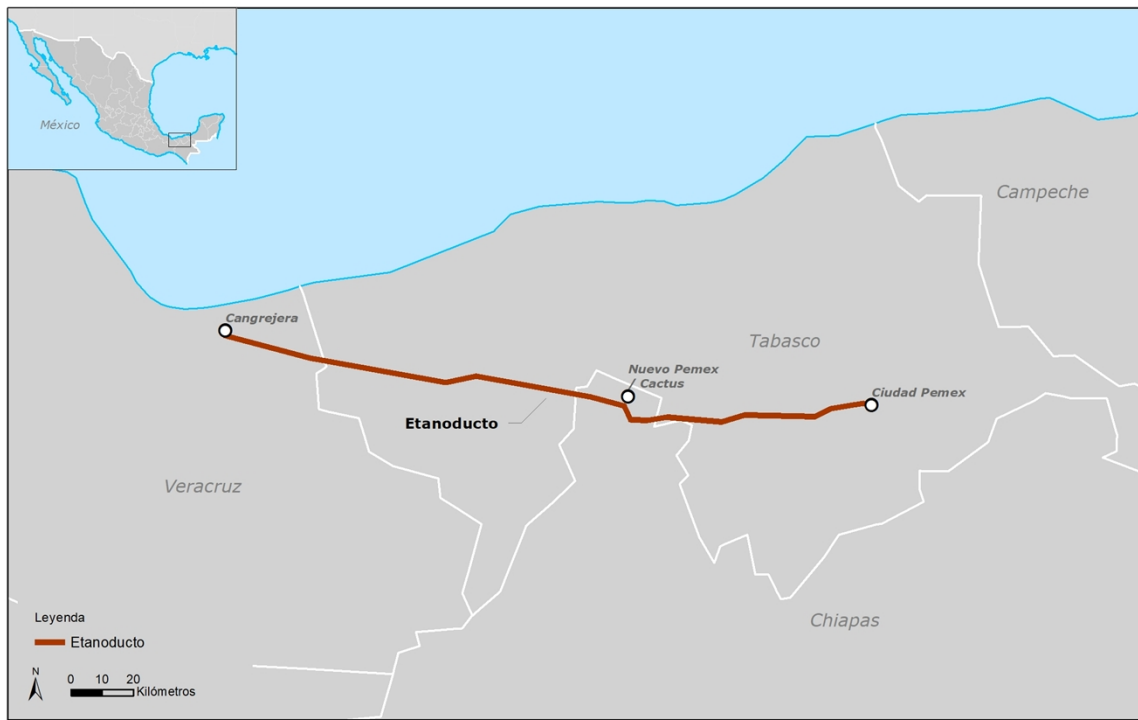 México
Campeche
Cangrejera
Tabasco
Nuevo Pemex
Cactus
Ciudad Pemex
Etanoducto
Veracruz
Chiapas
Leyenda
Etanoducto
N
0 10 20
Kilómetros